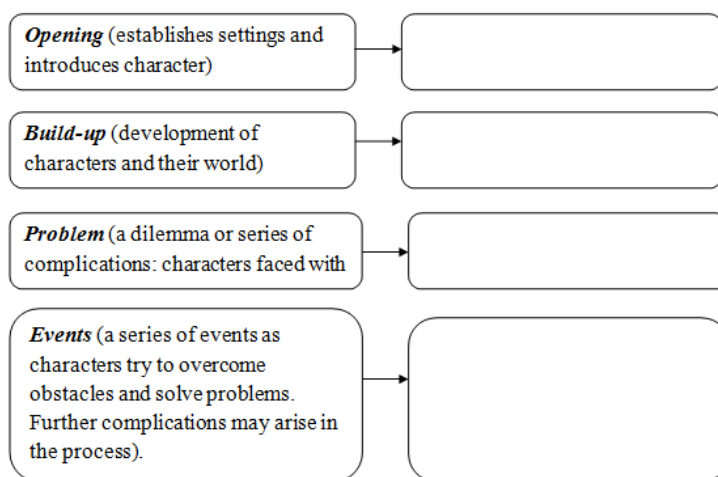 Opening (establishes settings and
introduces character)
Build-up (development of
characters and their world)
Problem (a dilemma or series of
complications: characters faced with
Events (a series of events as
characters try to overcome
obstacles and solve problems.
Further complications may arise in
the process).